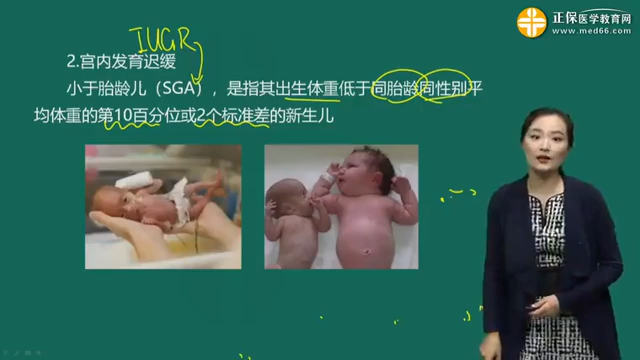 正保医学教育网
www.med66.com
IUGR
2.宫内发育迟缓
小于胎龄儿（SGA），是指其出生体重低于同胎龄同性别平
均体重的第10百分位或2个标准差的新生儿